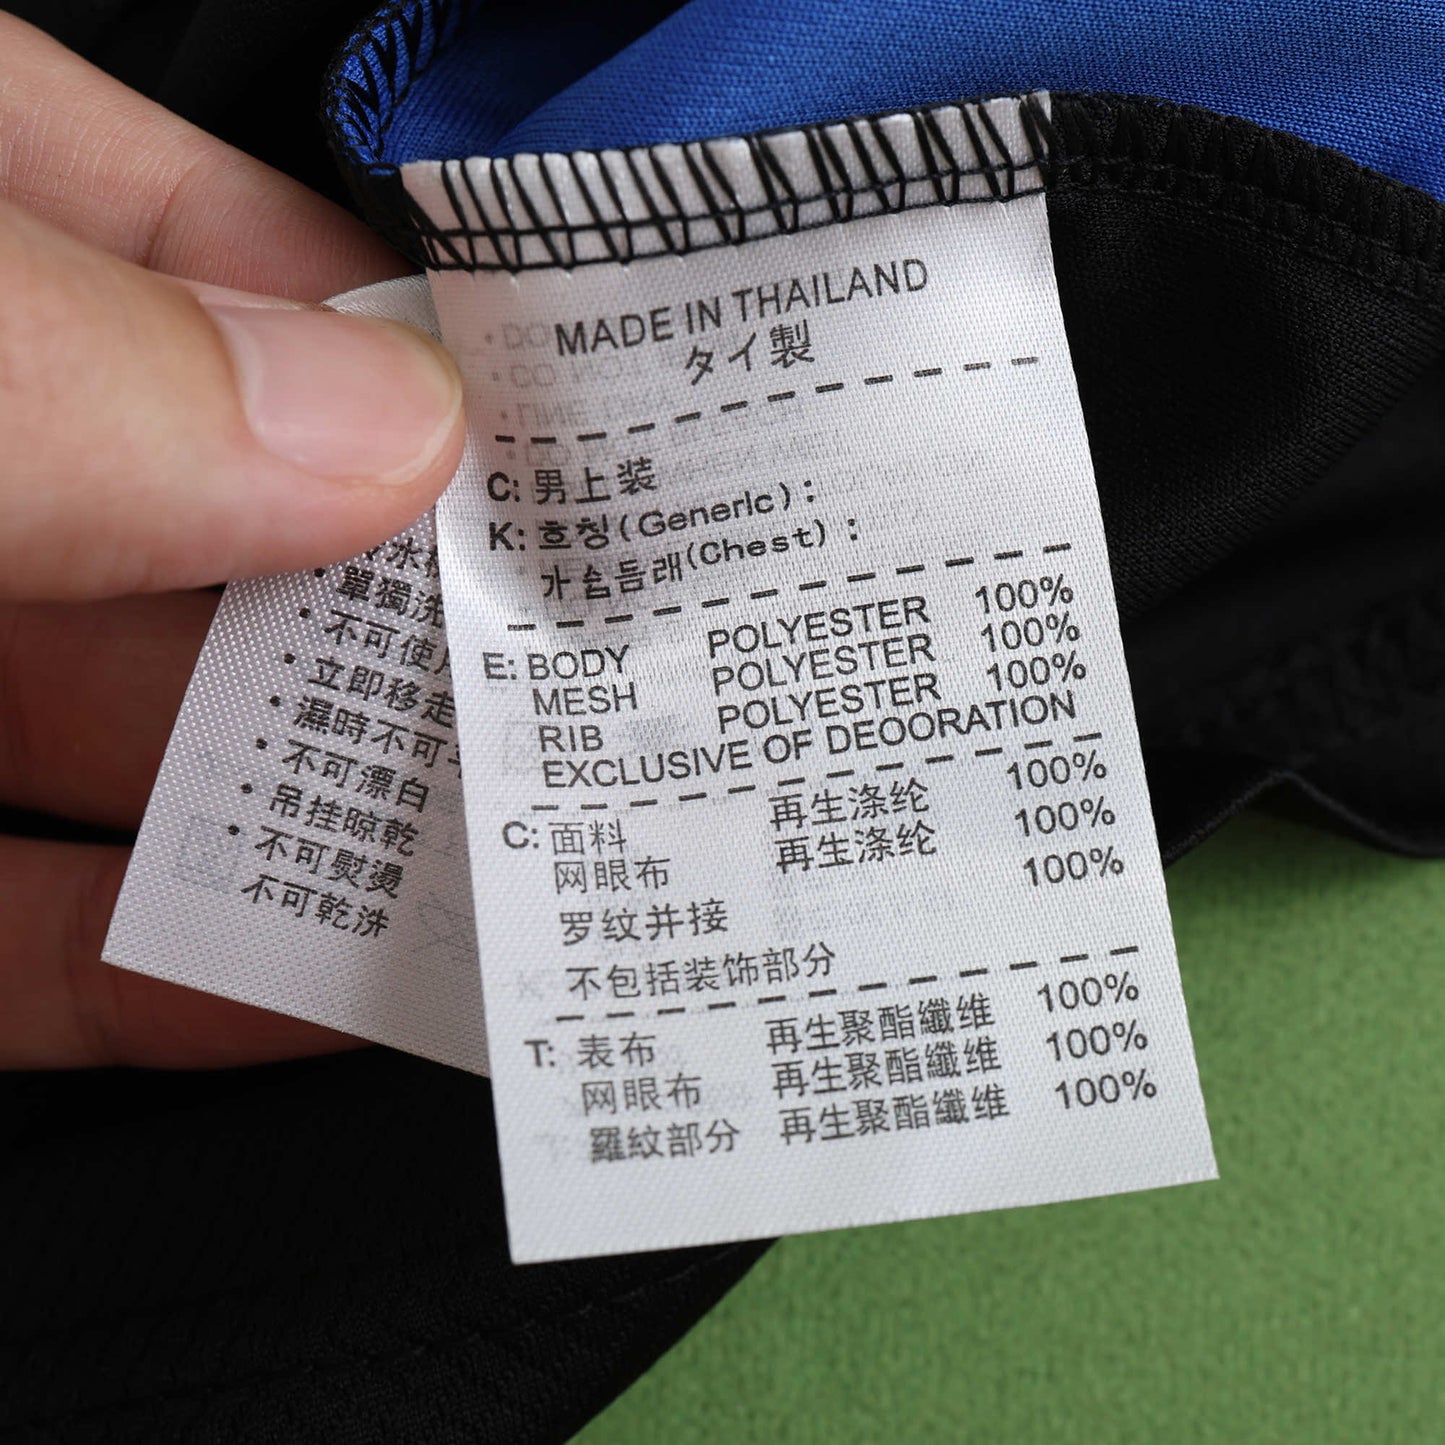 MADE IN THAILAND
タイ製
C: 男上装
K: 호칭(Generic):
가슴둘레(Chest):
E: BODY POLYESTER 100%
MESH POLYESTER 100%
RIB POLYESTER 100%
EXCLUSIVE OF DEOORATION
C: 面料 再生涤纶 100%
网眼布 再生涤纶 100%
罗纹并接 100%
不包括装饰部分
T: 表布 再生聚酯纖维 100%
网眼布 再生聚酯纖维 100%
羅紋部分 再生聚酯纖维 100%
• 單獨洗
• 不可使用
• 立即移走
• 濕時不可
• 不可漂白
• 吊挂晾乾
• 不可熨燙
不可乾洗